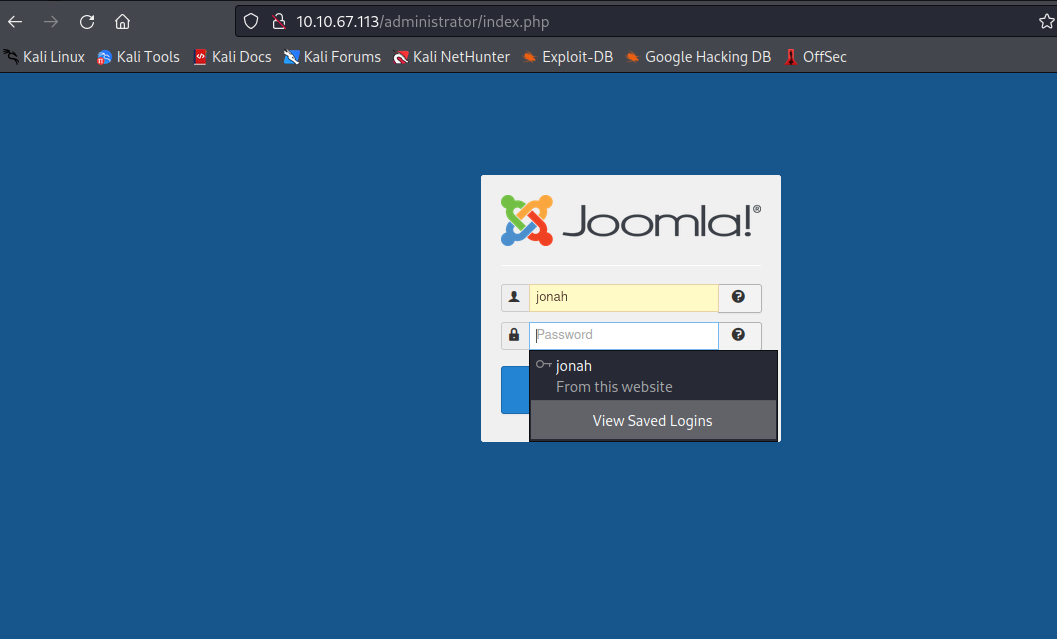 10.10.67.113/administrator/index.php
Kali Linux Kali Tools Kali Docs Kali Forums Kali NetHunter Exploit-DB Google Hacking DB OffSec
Joomla!®
jonah
Password
jonah
From this website
View Saved Logins